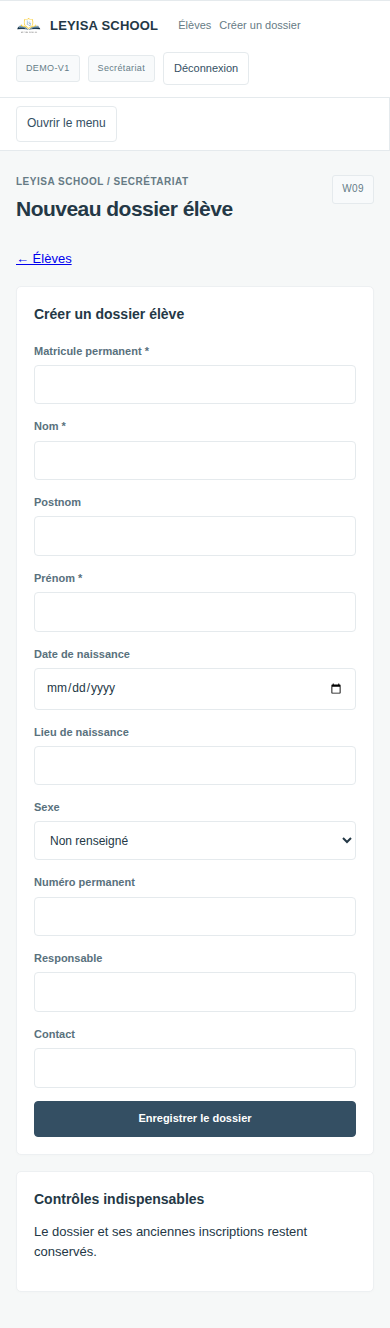 LEYISA SCHOOL
Élèves Créer un dossier
DEMO-V1 Secrétariat Déconnexion
Ouvrir le menu
LEYISA SCHOOL / SECRÉTARIAT
W09
Nouveau dossier élève
← Élèves
Créer un dossier élève
Matricule permanent *
Nom *
Postnom
Prénom *
Date de naissance
mm/dd/yyyy
Lieu de naissance
Sexe
Non renseigné
Numéro permanent
Responsable
Contact
Enregistrer le dossier
Contrôles indispensables
Le dossier et ses anciennes inscriptions restent
conservés.